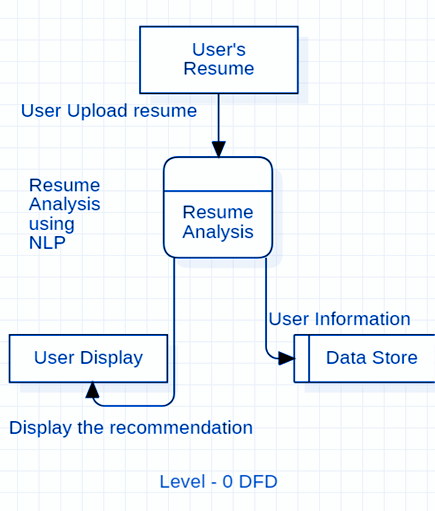 User's
Resume
User Upload resume
Resume
Analysis
using
NLP
Resume
Analysis
User Information
User Display
Data Store
Display the recommendation
Level - 0 DFD